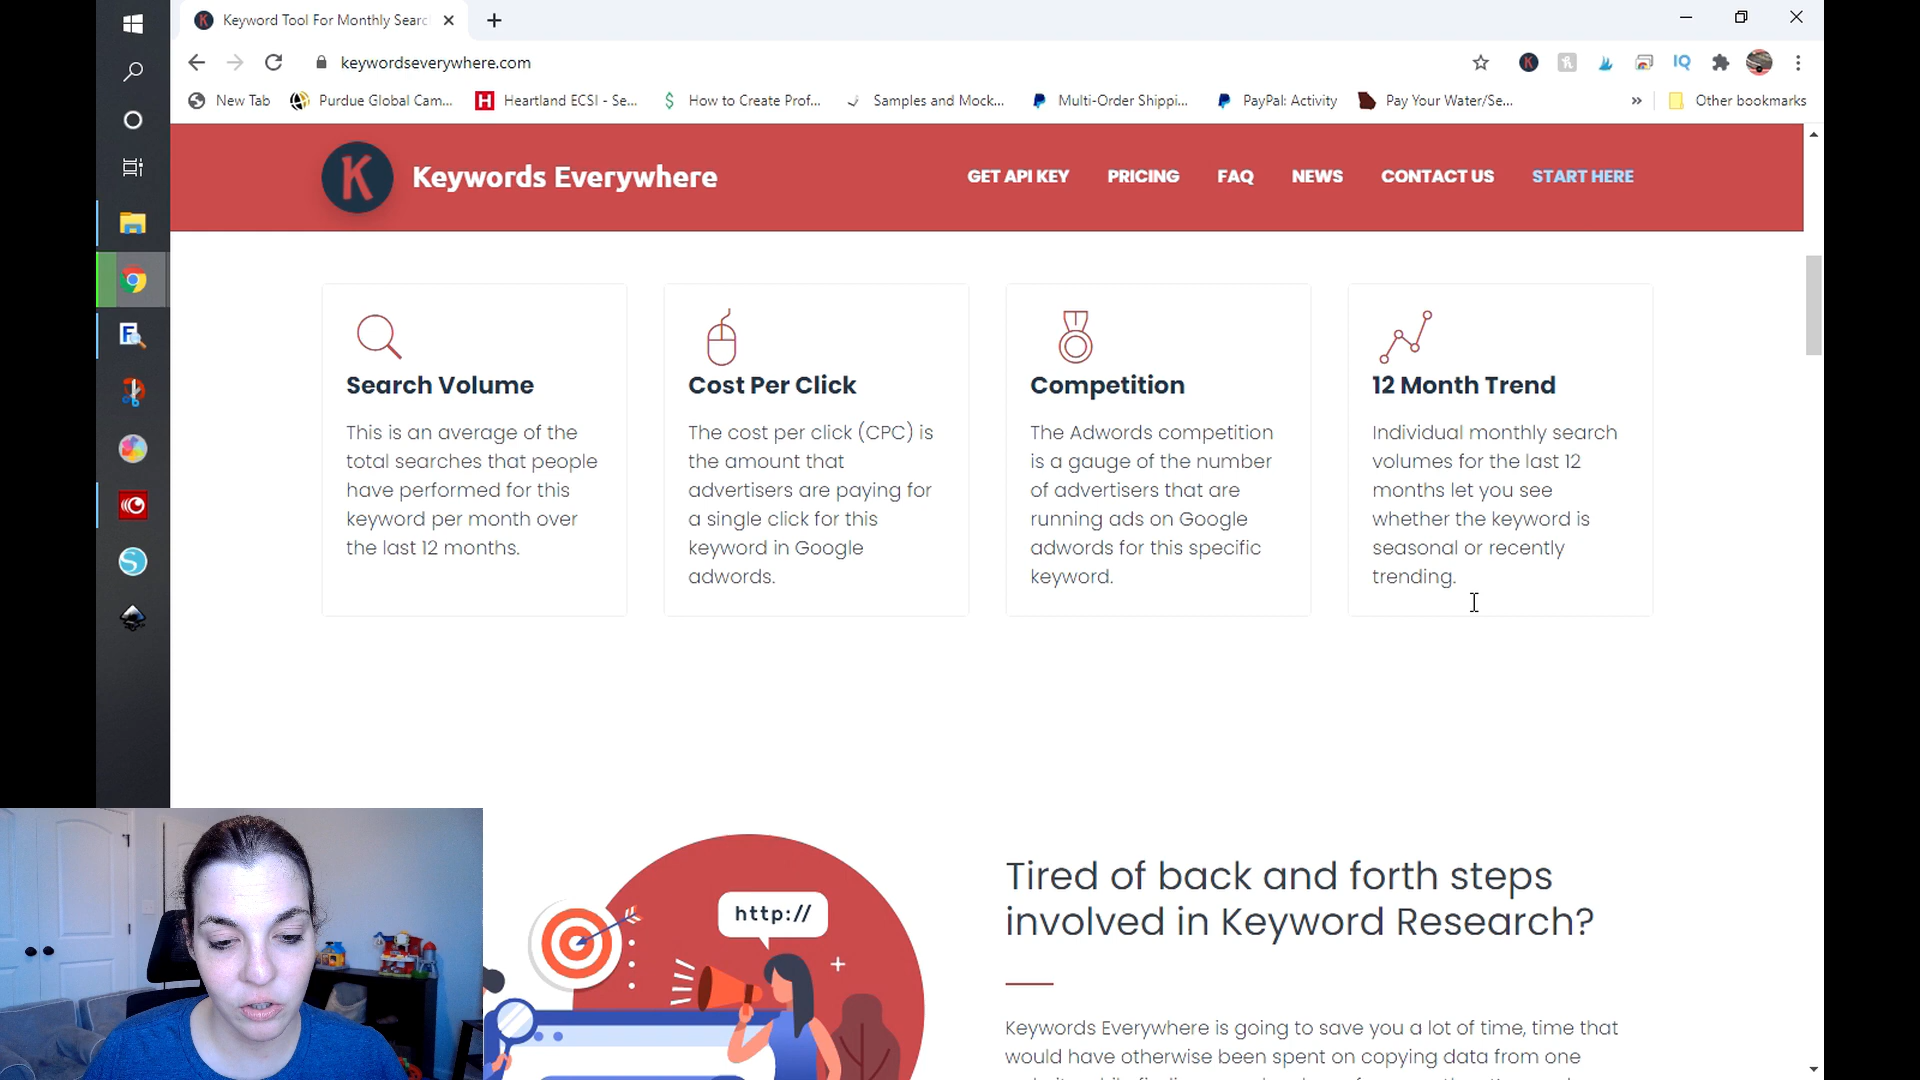 Keyword Tool For Monthly Searc
keywordseverywhere.com
IQ
New Tab
Purdue Global Cam...
H
Heartland ECSI - Se...
How to Create Prof...
Samples and Mock...
Multi-Order Shippi...
PayPal: Activity
Pay Your Water/Se...
»
Other bookmarks
K
Keywords Everywhere
GET API KEY
PRICING
FAQ
NEWS
CONTACT US
START HERE
Search Volume
This is an average of the
total searches that people
have performed for this
keyword per month over
the last 12 months.
Cost Per Click
The cost per click (CPC) is
the amount that
advertisers are paying for
a single click for this
keyword in Google
adwords.
Competition
The Adwords competition
is a gauge of the number
of advertisers that are
running ads on Google
adwords for this specific
keyword.
12 Month Trend
Individual monthly search
volumes for the last 12
months let you see
whether the keyword is
seasonal or recently
trending.
http://
Tired of back and forth steps
involved in Keyword Research?
Keywords Everywhere is going to save you a lot of time, time that
would have otherwise been spent on copying data from one